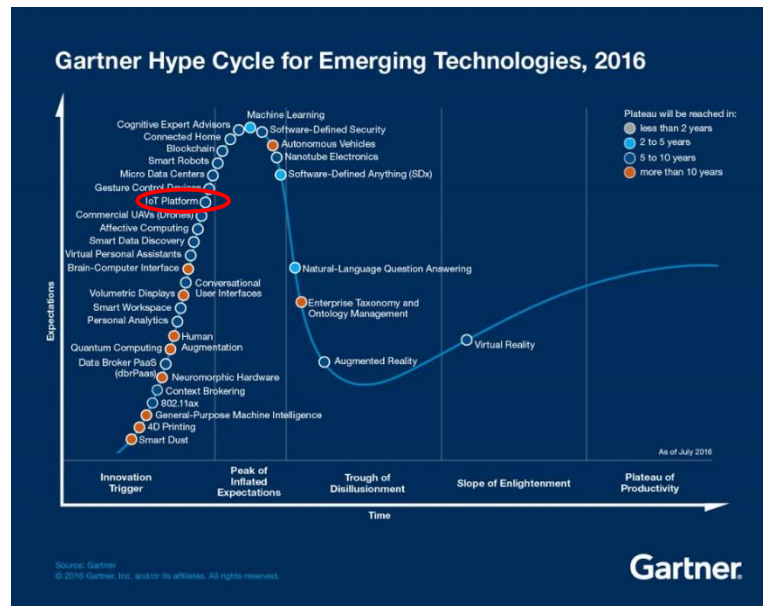 Gartner Hype Cycle for Emerging Technologies, 2016
Expectations
Plateau will be reached in:
less than 2 years
2 to 5 years
5 to 10 years
more than 10 years
Machine Learning
Cognitive Expert Advisors
Software-Defined Security
Connected Home
Autonomous Vehicles
Blockchain
Nanotube Electronics
Smart Robots
Micro Data Centers
Software-Defined Anything (SDx)
Gesture Control Devices
IoT Platform
Commercial UAVs (Drones)
Affective Computing
Smart Data Discovery
Virtual Personal Assistants
Brain-Computer Interface
Natural-Language Question Answering
Conversational
User Interfaces
Volumetric Displays
Enterprise Taxonomy and
Ontology Management
Smart Workspace
Personal Analytics
Human
Augmentation
Quantum Computing
Virtual Reality
Data Broker PaaS
(dbrPaas)
Augmented Reality
Neuromorphic Hardware
Context Brokering
802.11ax
General-Purpose Machine Intelligence
4D Printing
Smart Dust
As of July 2016
Innovation
Trigger
Peak of
Inflated
Expectations
Trough of
Disillusionment
Slope of Enlightenment
Plateau of
Productivity
Time
Source: Gartner
© 2016 Gartner, Inc. and/or its affiliates. All rights reserved.
Gartner.